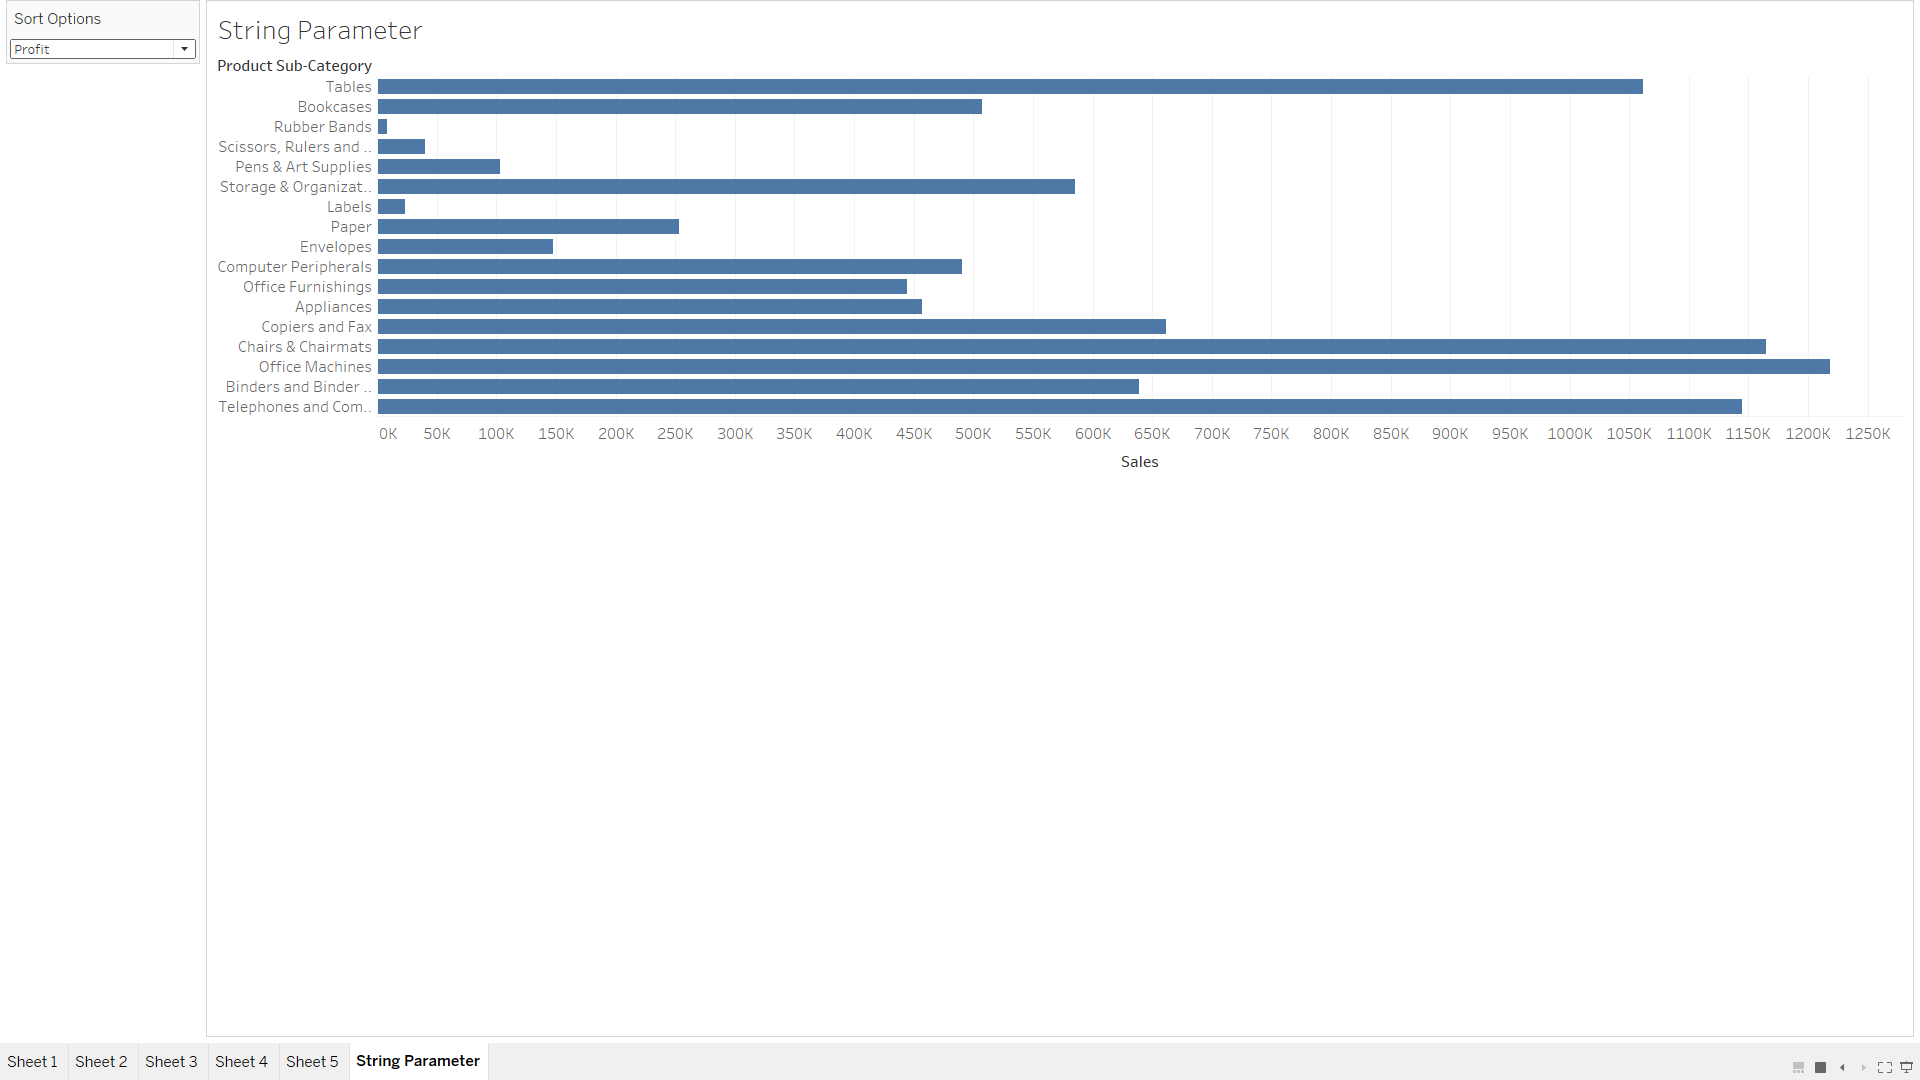 Sort Options
Profit
String Parameter
Product Sub-Category
Tables
Bookcases
Rubber Bands
Scissors, Rulers and ..
Pens & Art Supplies
Storage & Organizat..
Labels
Paper
Envelopes
Computer Peripherals
Office Furnishings
Appliances
Copiers and Fax
Chairs & Chairmats
Office Machines
Binders and Binder ..
Telephones and Com..
0K 50K 100K 150K 200K 250K 300K 350K 400K 450K 500K 550K 600K 650K 700K 750K 800K 850K 900K 950K 1000K 1050K 1100K 1150K 1200K 1250K
Sales
Sheet 1 Sheet 2 Sheet 3 Sheet 4 Sheet 5 String Parameter